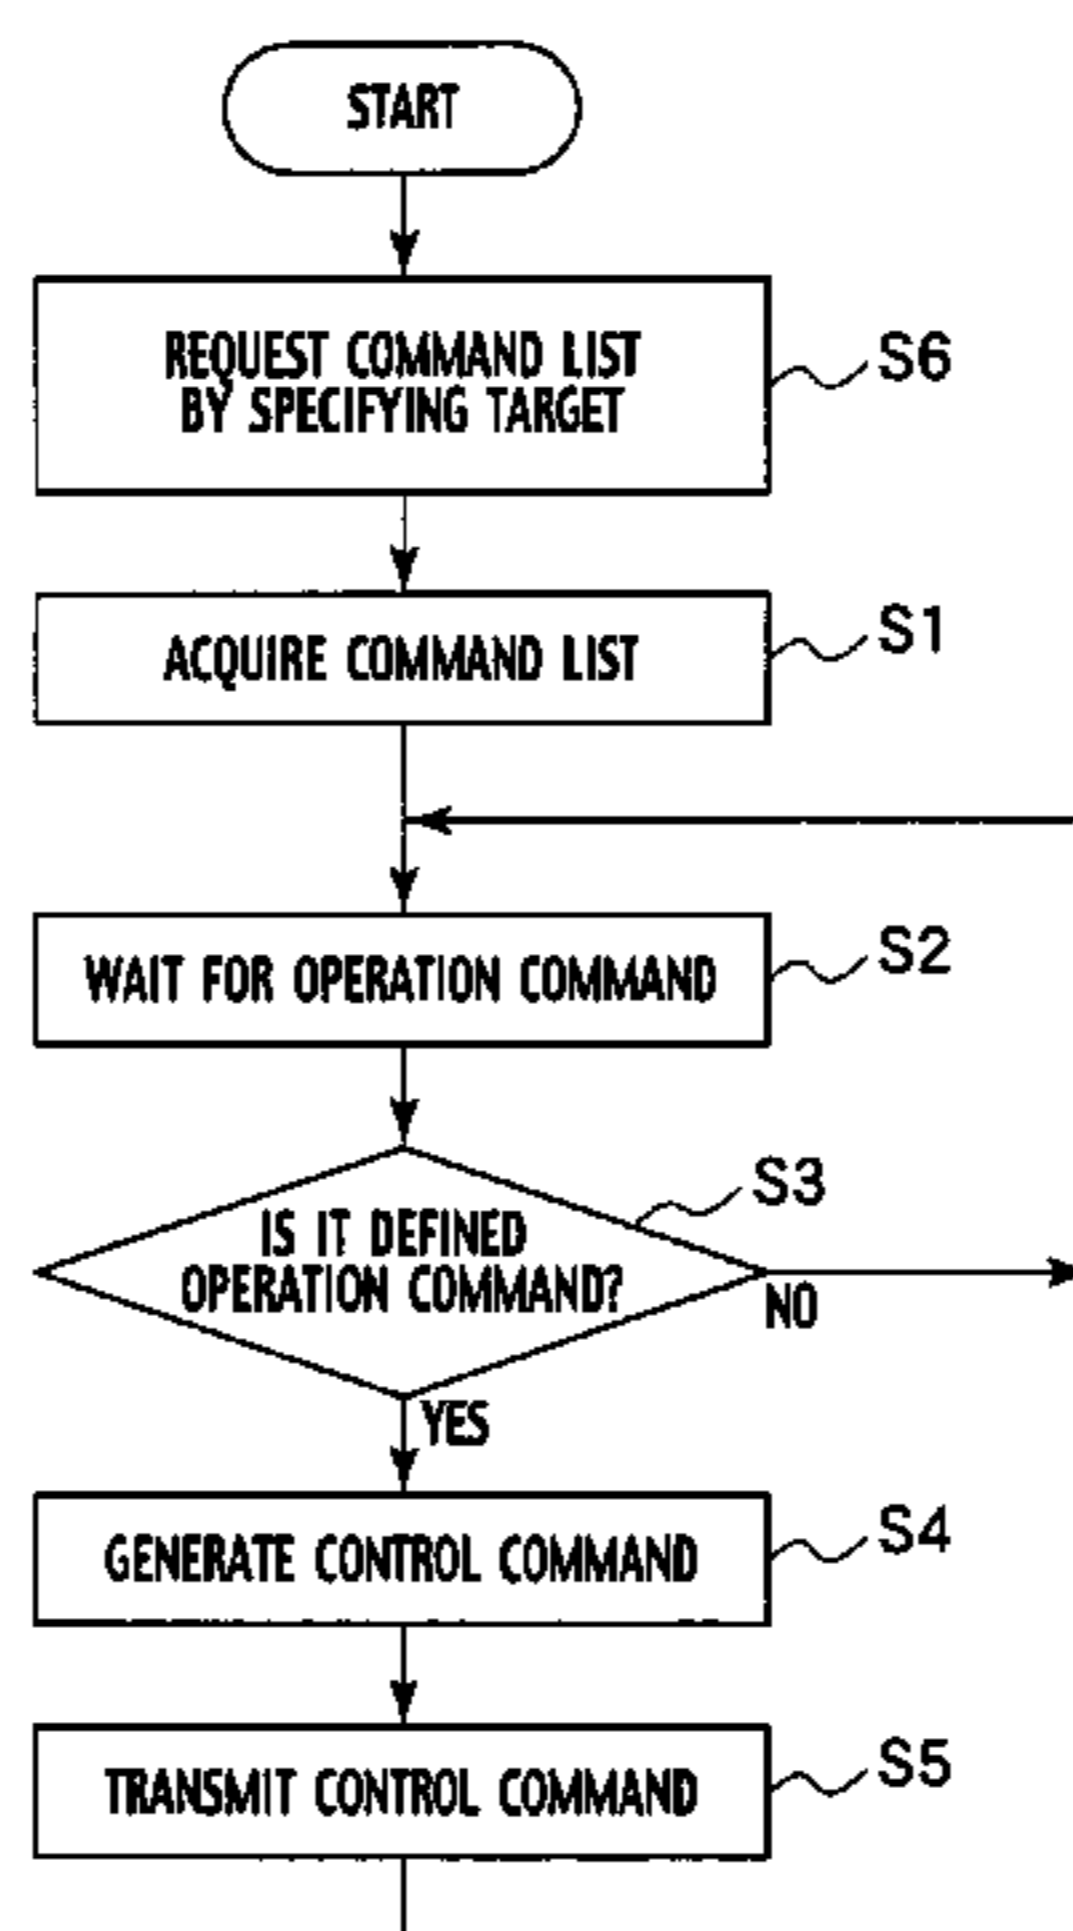 START
REQUEST COMMAND LIST
BY SPECIFYING TARGET
S6
ACQUIRE COMMAND LIST
S1
WAIT FOR OPERATION COMMAND
S2
IS IT DEFINED
OPERATION COMMAND?
S3
NO
YES
GENERATE CONTROL COMMAND
S4
TRANSMIT CONTROL COMMAND
S5